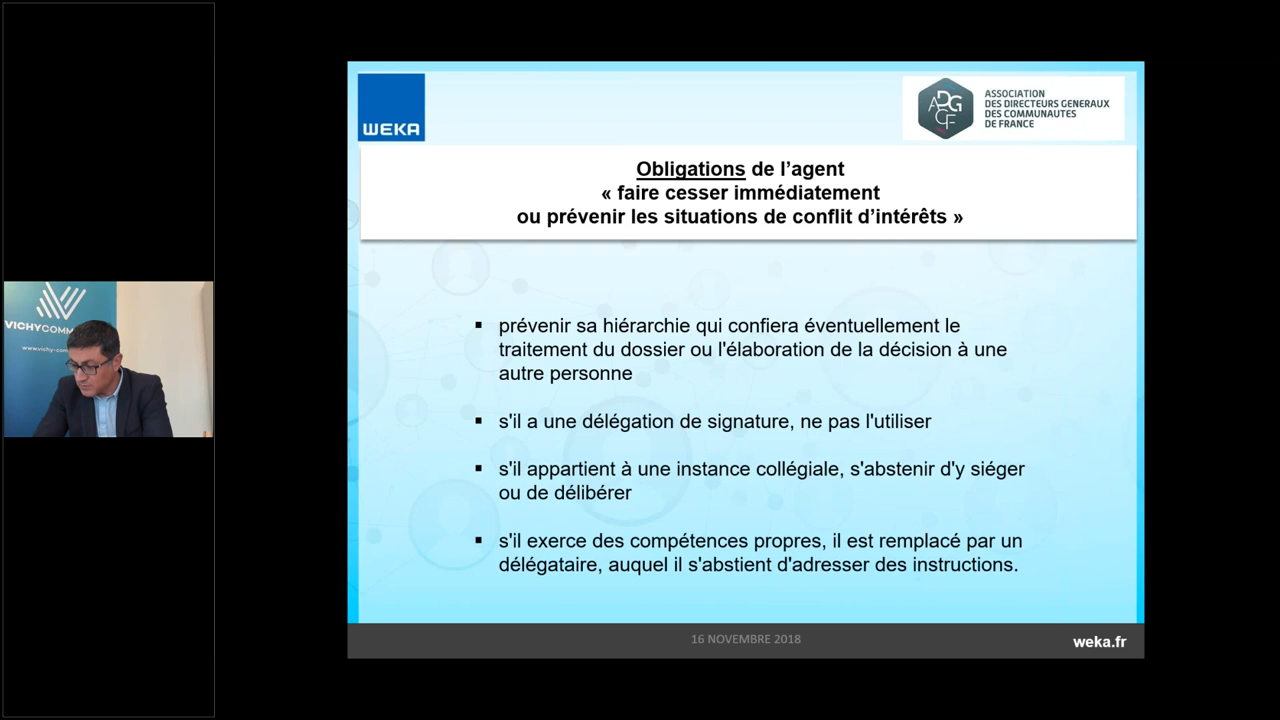 WEKA
ADG
CF
ASSOCIATION
DES DIRECTEURS GENERAUX
DES COMMUNAUTES
DE FRANCE
Obligations de l’agent
« faire cesser immédiatement
ou prévenir les situations de conflit d’intérêts »
VICHYCOMM
▪ prévenir sa hiérarchie qui confiera éventuellement le
traitement du dossier ou l'élaboration de la décision à une
autre personne
▪ s'il a une délégation de signature, ne pas l'utiliser
▪ s'il appartient à une instance collégiale, s'abstenir d'y siéger
ou de délibérer
▪ s'il exerce des compétences propres, il est remplacé par un
délégataire, auquel il s'abstient d'adresser des instructions.
16 NOVEMBRE 2018
weka.fr